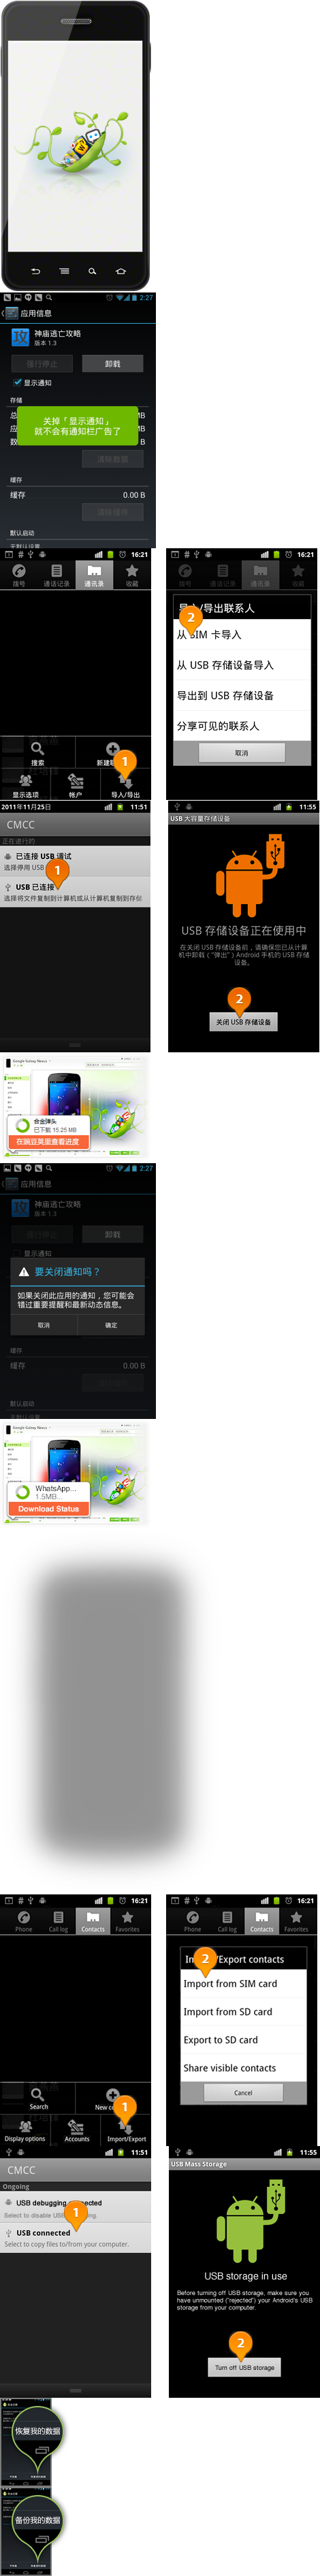 2:27
应用信息
神庙逃亡攻略
版本 1.3
强行停止
卸载
显示通知
存储
关掉「显示通知」
就不会有通知栏广告了
清除数据
缓存
缓存
0.00 B
清除缓存
默认启动
16:21
拨号
通话记录
通讯录
收藏
搜索
显示选项
帐户
导入/导出
1
16:21
拨号
通话记录
通讯录
收藏
导入/导出联系人
2
从 SIM 卡导入
从 USB 存储设备导入
导出到 USB 存储设备
分享可见的联系人
取消
2011年11月25日
11:51
CMCC
正在进行的
已连接 USB 调试
选择停用 USB
1
USB 已连接
选择将文件复制到计算机或从计算机复制到存储
11:55
USB 大容量存储设备
USB 存储设备正在使用中
在关闭 USB 存储设备前，请确保您已从计算
机中卸载（“弹出”）Android 手机的 USB 存储
设备。
2
关闭 USB 存储设备
合金弹头
已下载 15.25 MB
在豌豆荚里查看进度
2:27
应用信息
神庙逃亡攻略
版本 1.3
强行停止
卸载
显示通知
要关闭通知吗？
如果关闭此应用的通知，您可能会
错过重要提醒和最新动态信息。
取消
确定
缓存
缓存
0.00 B
默认启动
WhatsApp...
1.5MB...
Download Status
16:21
Phone
Call log
Contacts
Favorites
Search
Display options
Accounts
Import/Export
1
16:21
Phone
Call log
Contacts
Favorites
2
/Export contacts
Import from SIM card
Import from SD card
Export to SD card
Share visible contacts
Cancel
11:51
CMCC
Ongoing
USB debugging connected
Select to disable USB
1
USB connected
Select to copy files to/from your computer.
11:55
USB Mass Storage
USB storage in use
Before turning off USB storage, make sure you
have unmounted ("rejected") your Android's USB
storage from your computer.
2
Turn off USB storage
恢复我的数据
备份我的数据